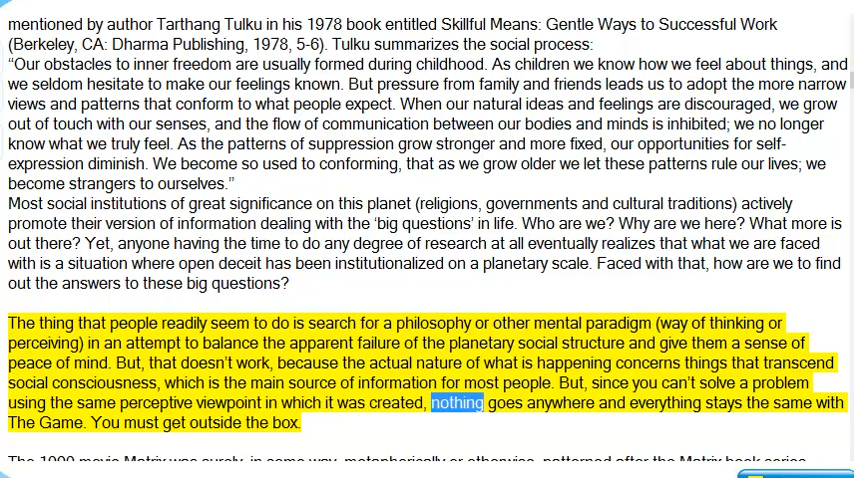 mentioned by author Tarthang Tulku in his 1978 book entitled Skillful Means: Gentle Ways to Successful Work
(Berkeley, CA: Dharma Publishing, 1978, 5-6). Tulku summarizes the social process:
“Our obstacles to inner freedom are usually formed during childhood. As children we know how we feel about things, and
we seldom hesitate to make our feelings known. But pressure from family and friends leads us to adopt the more narrow
views and patterns that conform to what people expect. When our natural ideas and feelings are discouraged, we grow
out of touch with our senses, and the flow of communication between our bodies and minds is inhibited; we no longer
know what we truly feel. As the patterns of suppression grow stronger and more fixed, our opportunities for self-
expression diminish. We become so used to conforming, that as we grow older we let these patterns rule our lives; we
become strangers to ourselves.”
Most social institutions of great significance on this planet (religions, governments and cultural traditions) actively
promote their version of information dealing with the ‘big questions’ in life. Who are we? Why are we here? What more is
out there? Yet, anyone having the time to do any degree of research at all eventually realizes that what we are faced
with is a situation where open deceit has been institutionalized on a planetary scale. Faced with that, how are we to find
out the answers to these big questions?
The thing that people readily seem to do is search for a philosophy or other mental paradigm (way of thinking or
perceiving) in an attempt to balance the apparent failure of the planetary social structure and give them a sense of
peace of mind. But, that doesn’t work, because the actual nature of what is happening concerns things that transcend
social consciousness, which is the main source of information for most people. But, since you can’t solve a problem
using the same perceptive viewpoint in which it was created, nothing goes anywhere and everything stays the same with
The Game. You must get outside the box.
The 1999 movie Matrix was surely, in some way, metaphorically or otherwise, patterned after the Matrix book series